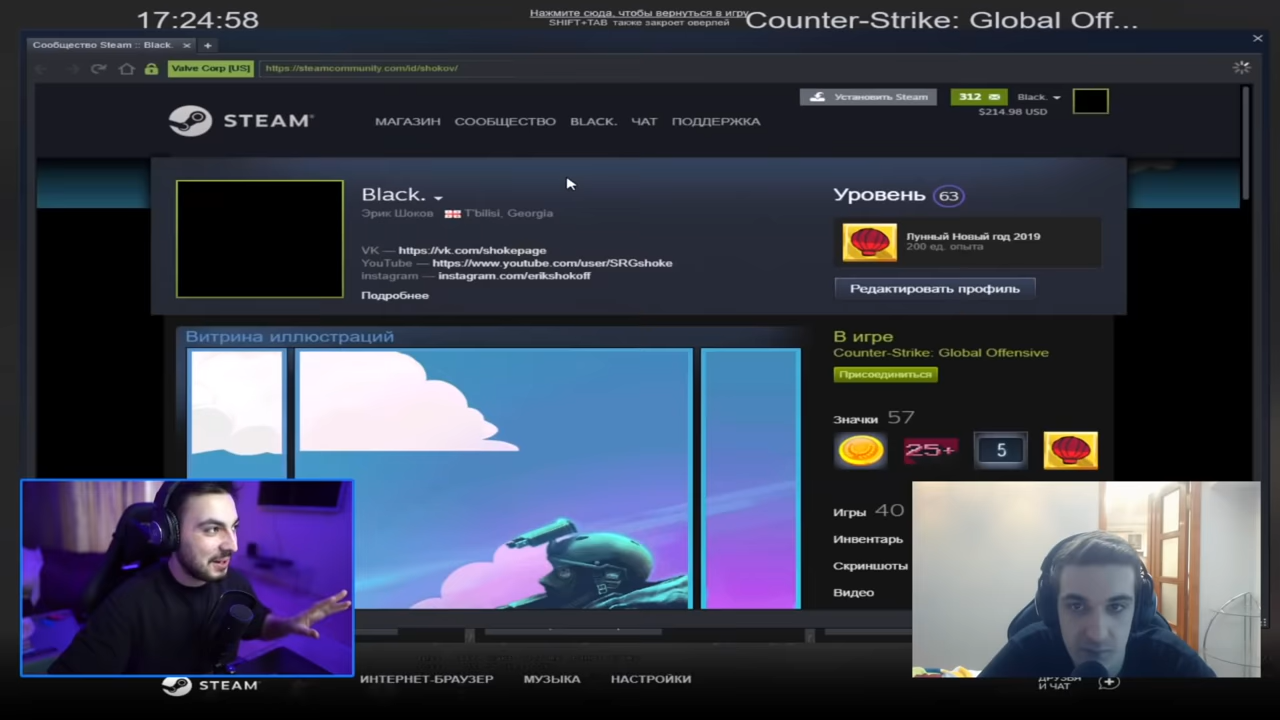 17:24:58
Нажмите сюда, чтобы вернуться в игру
SHIFT+TAB также закроет оверлей
Counter-Strike: Global Off...
Сообщество Steam :: Black.
Valve Corp [US]
https://steamcommunity.com/id/shokov/
Установить Steam
312
Black.
$214.98 USD
STEAM
МАГАЗИН СООБЩЕСТВО BLACK. ЧАТ ПОДДЕРЖКА
Black.
Эрик Шоков T'bilisi, Georgia
VK — https://vk.com/shokepage
YouTube — https://www.youtube.com/user/SRGshoke
Instagram — instagram.com/erikshokoff
Подробнее
Уровень 63
Лунный Новый год 2019
200 ед. опыта
Редактировать профиль
Витрина иллюстраций
В игре
Counter-Strike: Global Offensive
Присоединиться
Значки 57
25+
5
Игры 40
Инвентарь
Скриншоты
Видео
STEAM
ИНТЕРНЕТ-БРАУЗЕР МУЗЫКА НАСТРОЙКИ
ДРУЗЬЯ
И ЧАТ